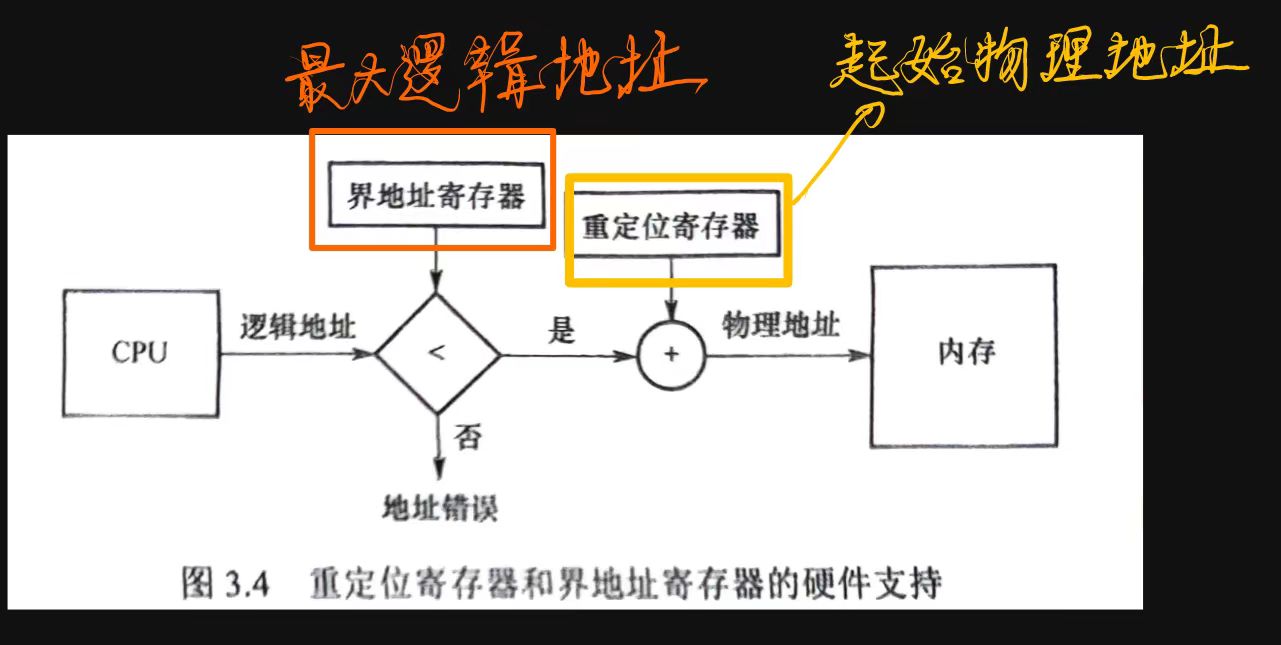 最大逻辑地址
起始物理地址
界地址寄存器
重定位寄存器
CPU
逻辑地址
<
是
+
物理地址
内存
否
地址错误
图 3.4 重定位寄存器和界地址寄存器的硬件支持